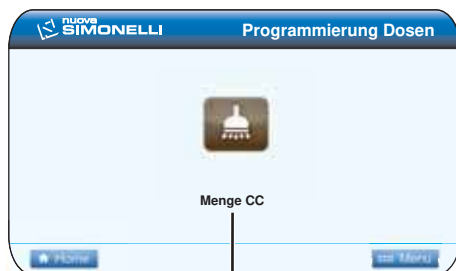 nuova
SIMONELLI
Programmierung Dosen
Menge CC
Home
Menu